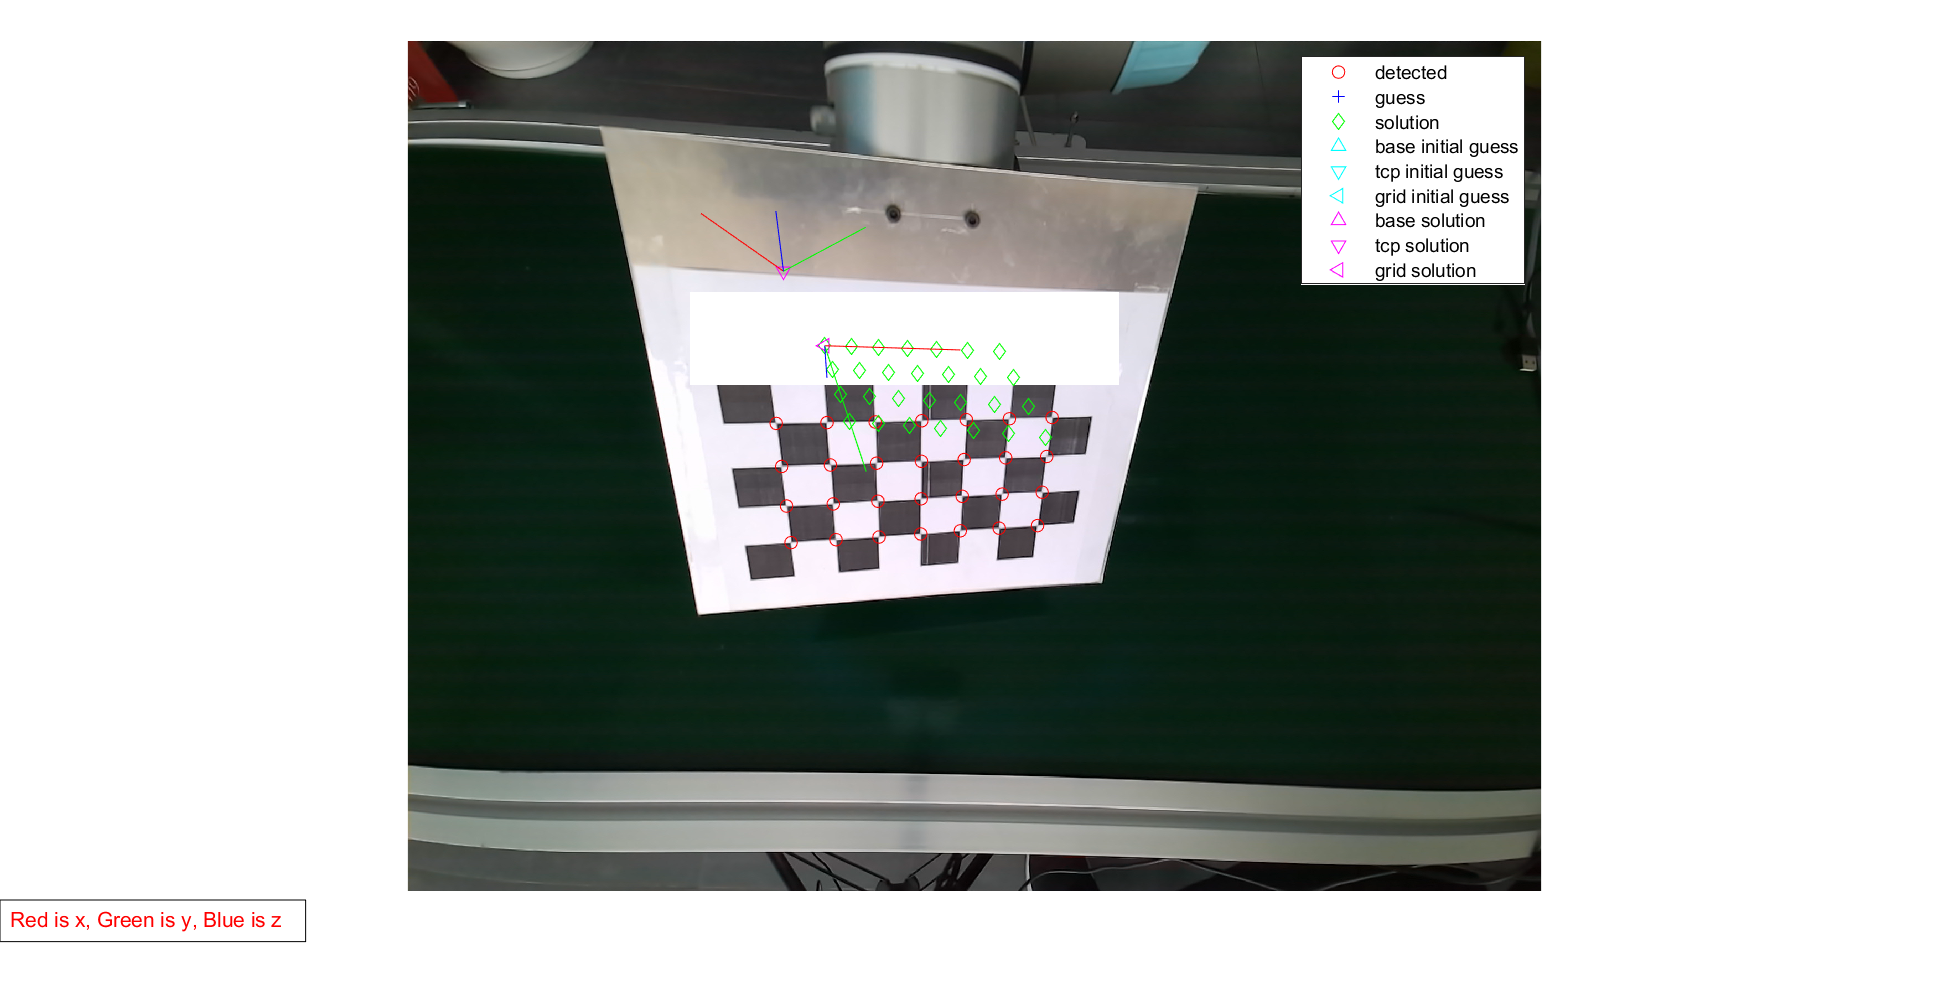 detected
guess
solution
base initial guess
tcp initial guess
grid initial guess
base solution
tcp solution
grid solution
Red is x, Green is y, Blue is z